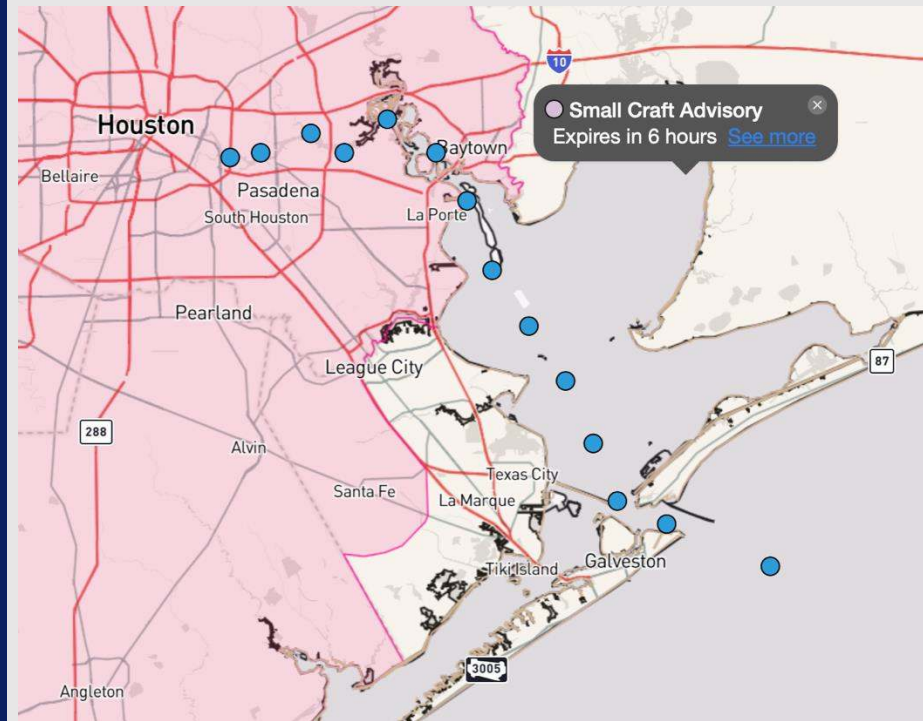 10
Small Craft Advisory
Expires in 6 hours See more
Houston
Baytown
Bellaire
Pasadena
South Houston
La Porte
Pearland
League City
87
288
Alvin
Texas City
Santa Fe
La Marque
Galveston
Tiki Island
3005
Angleton